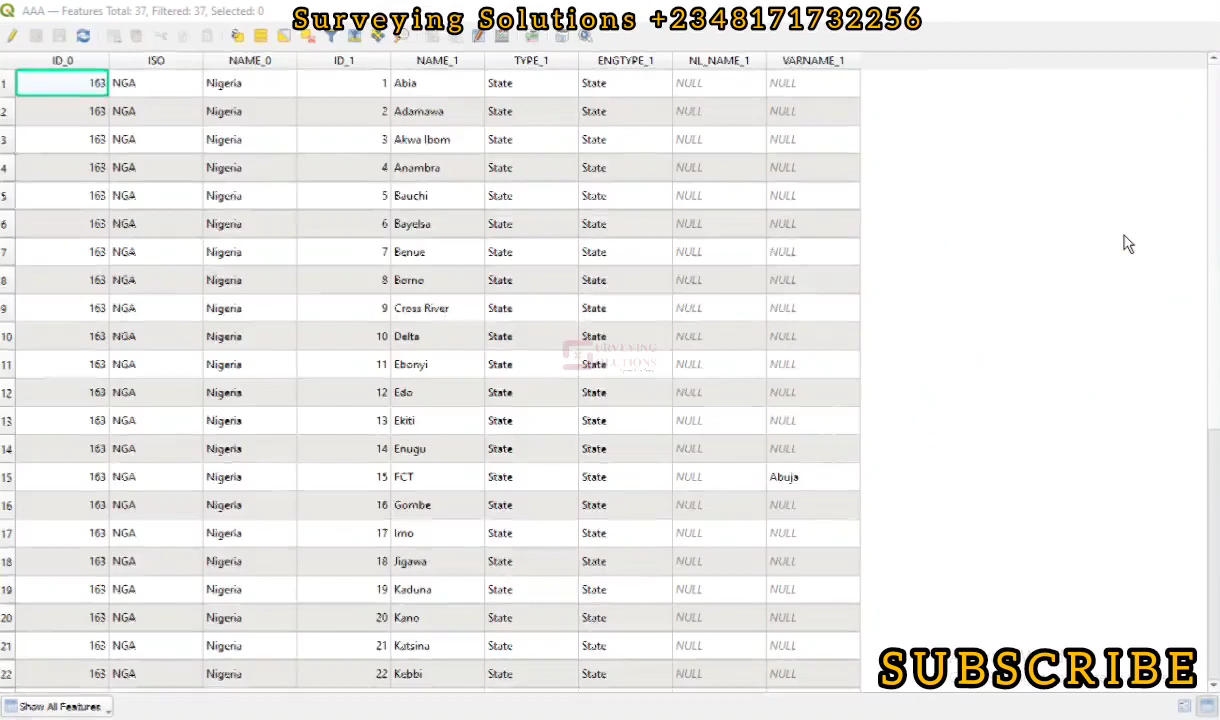 AAA — Features Total: 37, Filtered: 37, Selected: 0
Surveying Solutions +2348171732256
ID_0 ISO NAME_0 ID_1 NAME_1 TYPE_1 ENGTYPE_1 NL_NAME_1 VARNAME_1
1 163 NGA Nigeria 1 Abia State State NULL NULL
2 163 NGA Nigeria 2 Adamawa State State NULL NULL
3 163 NGA Nigeria 3 Akwa Ibom State State NULL NULL
4 163 NGA Nigeria 4 Anambra State State NULL NULL
5 163 NGA Nigeria 5 Bauchi State State NULL NULL
6 163 NGA Nigeria 6 Bayelsa State State NULL NULL
7 163 NGA Nigeria 7 Benue State State NULL NULL
8 163 NGA Nigeria 8 Borno State State NULL NULL
9 163 NGA Nigeria 9 Cross River State State NULL NULL
10 163 NGA Nigeria 10 Delta State State NULL NULL
SURVEYING
SOLUTIONS
11 163 NGA Nigeria 11 Ebonyi State State NULL NULL
12 163 NGA Nigeria 12 Edo State State NULL NULL
13 163 NGA Nigeria 13 Ekiti State State NULL NULL
14 163 NGA Nigeria 14 Enugu State State NULL NULL
15 163 NGA Nigeria 15 FCT State State NULL Abuja
16 163 NGA Nigeria 16 Gombe State State NULL NULL
17 163 NGA Nigeria 17 Imo State State NULL NULL
18 163 NGA Nigeria 18 Jigawa State State NULL NULL
19 163 NGA Nigeria 19 Kaduna State State NULL NULL
20 163 NGA Nigeria 20 Kano State State NULL NULL
21 163 NGA Nigeria 21 Katsina State State NULL NULL
22 163 NGA Nigeria 22 Kebbi State State NULL NULL
SUBSCRIBE
Show All Features